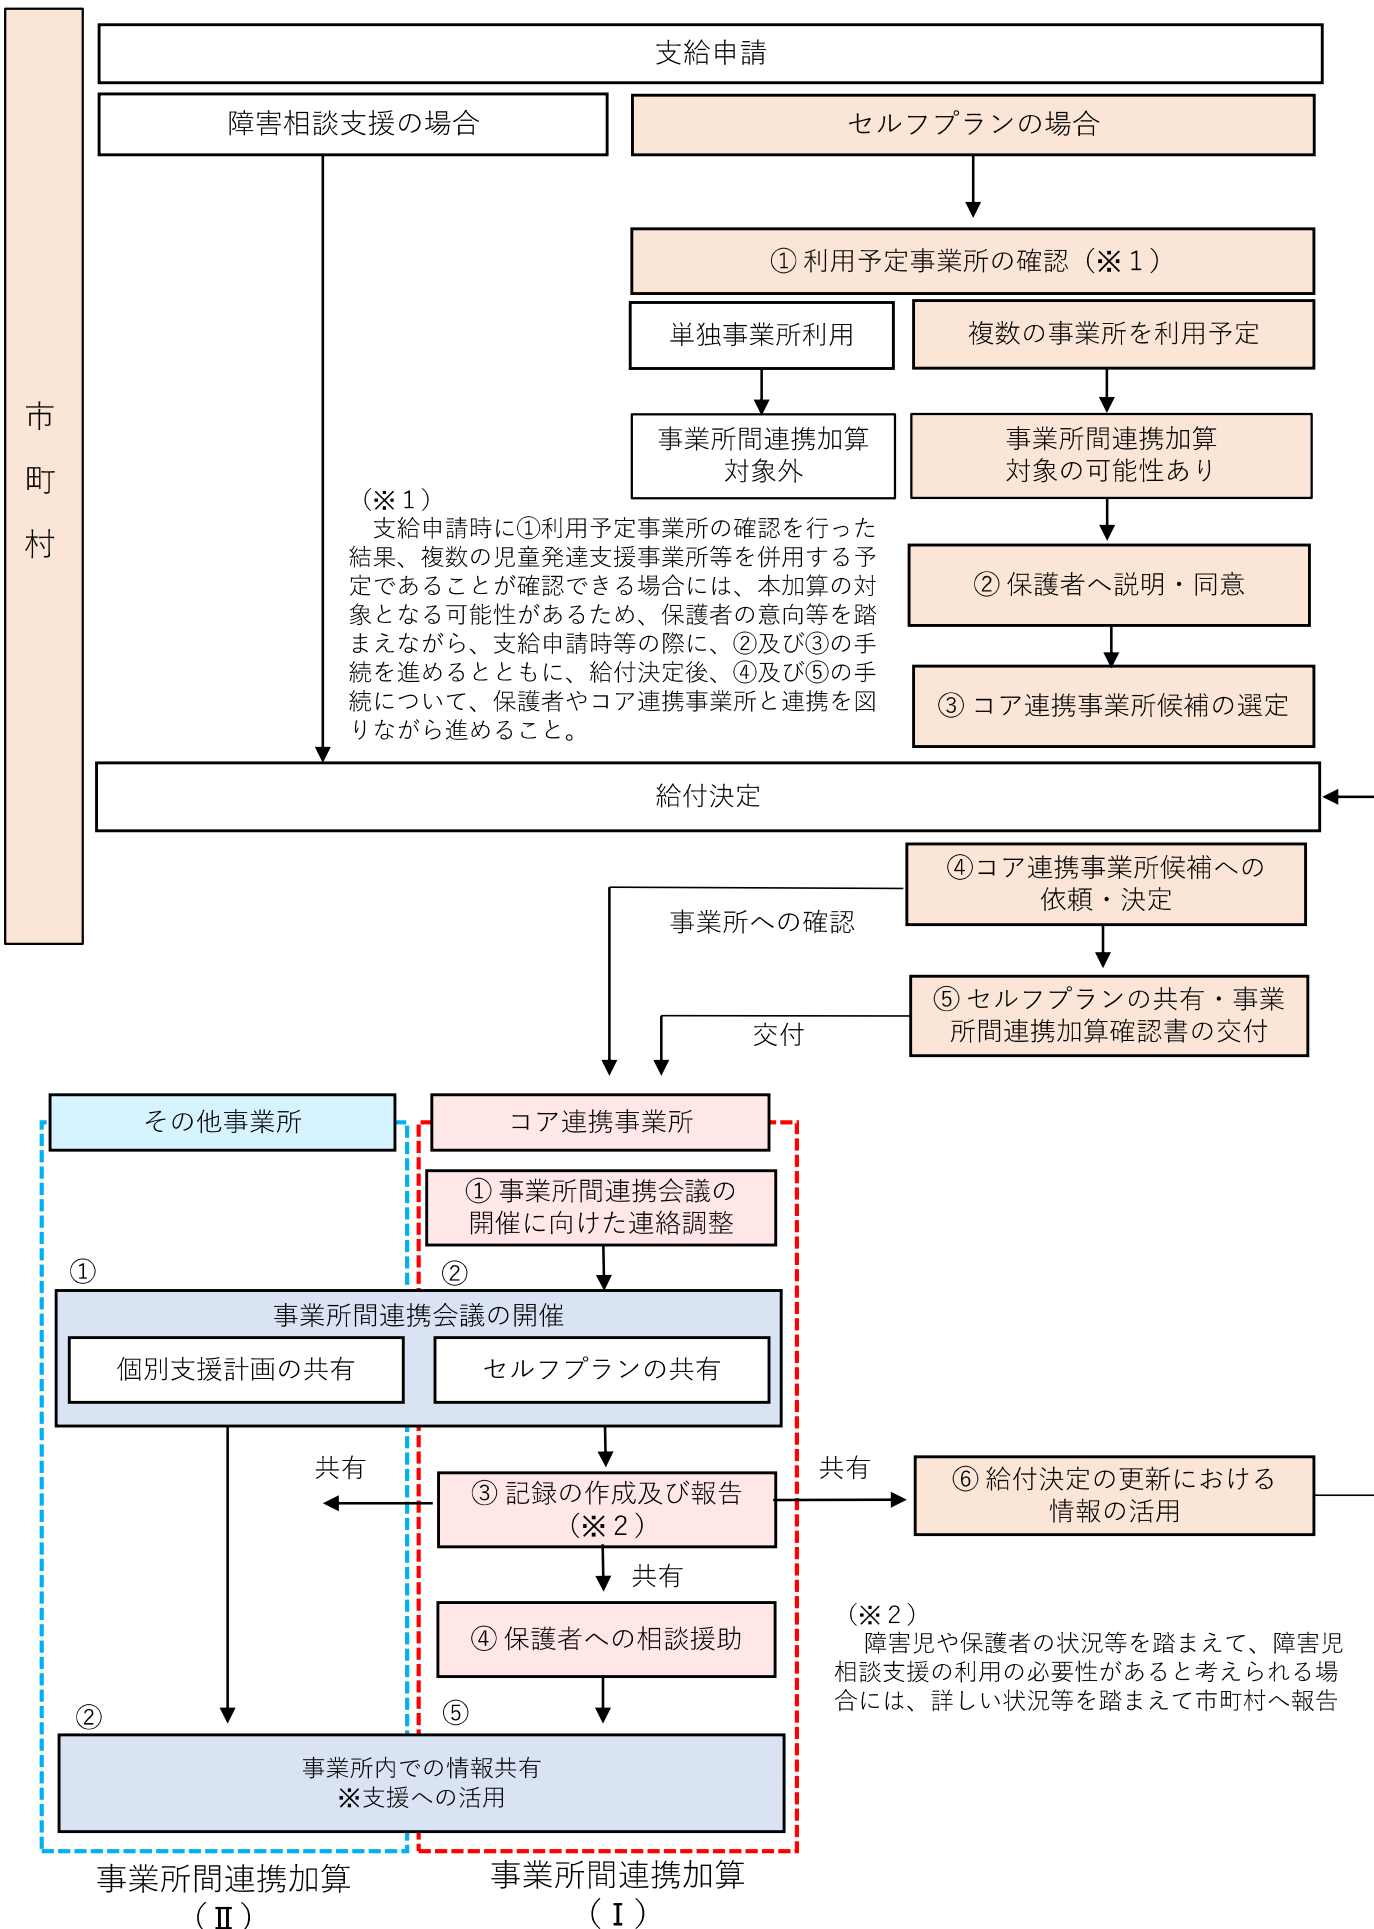 市町村
支給申請
障害相談支援の場合
セルフプランの場合
① 利用予定事業所の確認（※１）
単独事業所利用
複数の事業所を利用予定
事業所間連携加算
対象外
事業所間連携加算
対象の可能性あり
（※１）
支給申請時に①利用予定事業所の確認を行った
結果、複数の児童発達支援事業所等を併用する予
定であることが確認できる場合には、本加算の対
象となる可能性があるため、保護者の意向等を踏
まえながら、支給申請時等の際に、②及び③の手
続を進めるとともに、給付決定後、④及び⑤の手
続について、保護者やコア連携事業所と連携を図
りながら進めること。
② 保護者へ説明・同意
③ コア連携事業所候補の選定
給付決定
④コア連携事業所候補への
依頼・決定
事業所への確認
⑤ セルフプランの共有・事業
所間連携加算確認書の交付
交付
その他事業所
コア連携事業所
① 事業所間連携会議の
開催に向けた連絡調整
①
②
事業所間連携会議の開催
個別支援計画の共有
セルフプランの共有
共有
③ 記録の作成及び報告
（※２）
共有
⑥ 給付決定の更新における
情報の活用
共有
④ 保護者への相談援助
（※２）
障害児や保護者の状況等を踏まえて、障害児
相談支援の利用の必要性があると考えられる場
合には、詳しい状況等を踏まえて市町村へ報告
②
⑤
事業所内での情報共有
※支援への活用
事業所間連携加算
（Ⅱ）
事業所間連携加算
（Ⅰ）